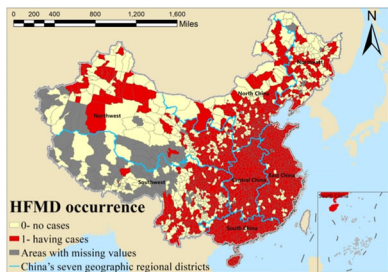 0 200 400 800 1,200 1,600
Miles
N
Northeast
North China
Northwest
East China
Central China
Southwest
South China
HFMD occurrence
0- no cases
1- having cases
Areas with missing values
China's seven geographic regional districts